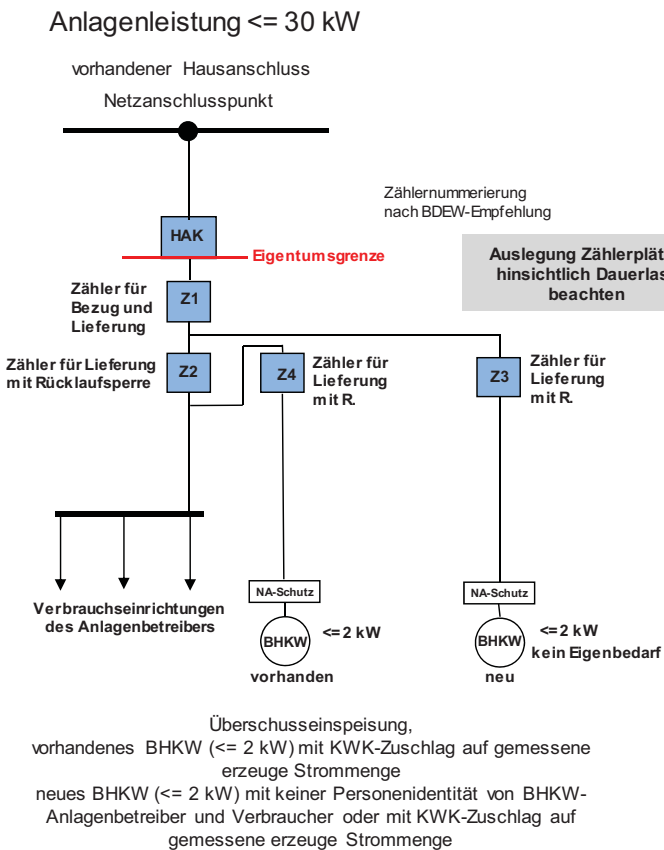 Anlagenleistung <= 30 kW
vorhandener Hausanschluss
Netzanschlusspunkt
Zählernummerierung
nach BDEW-Empfehlung
HAK
Eigentumsgrenze
Auslegung Zählerplät
hinsichtlich Dauerlas
beachten
Zähler für
Bezug und
Lieferung
Z1
Zähler für Lieferung
mit Rücklaufsperre
Z2
Z4
Zähler für
Lieferung
mit R.
Z3
Zähler für
Lieferung
mit R.
Verbrauchseinrichtungen
des Anlagenbetreibers
NA-Schutz
BHKW
<= 2 kW
vorhanden
NA-Schutz
BHKW
<= 2 kW
kein Eigenbedarf
neu
Überschusseinspeisung,
vorhandenes BHKW (<= 2 kW) mit KWK-Zuschlag auf gemessene
erzeuge Strommenge
neues BHKW (<= 2 kW) mit keiner Personenidentität von BHKW-
Anlagenbetreiber und Verbraucher oder mit KWK-Zuschlag auf
gemessene erzeuge Strommenge